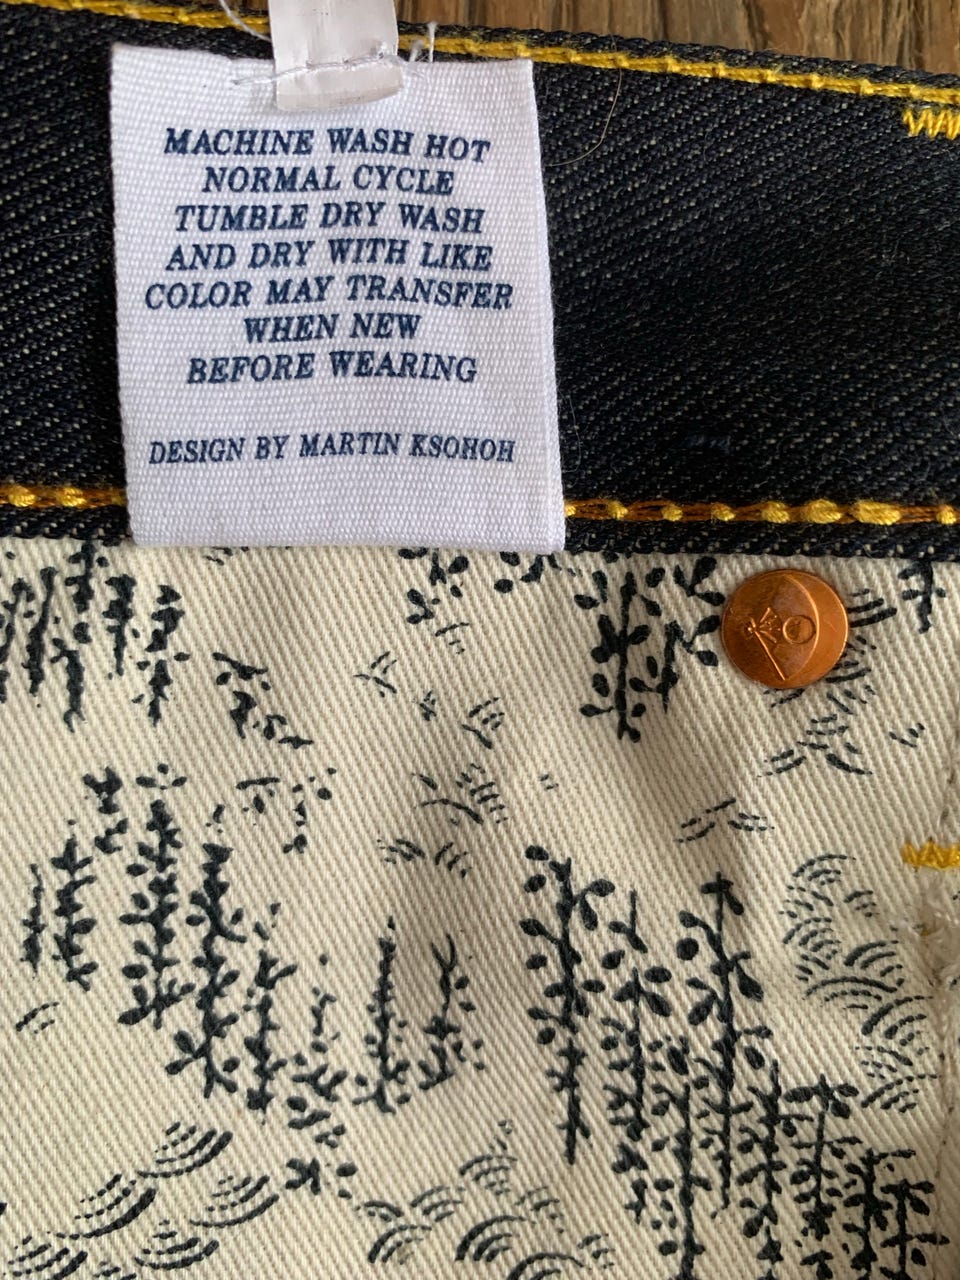 MACHINE WASH HOT
NORMAL CYCLE
TUMBLE DRY WASH
AND DRY WITH LIKE
COLOR MAY TRANSFER
WHEN NEW
BEFORE WEARING
DESIGN BY MARTIN KSOHOH